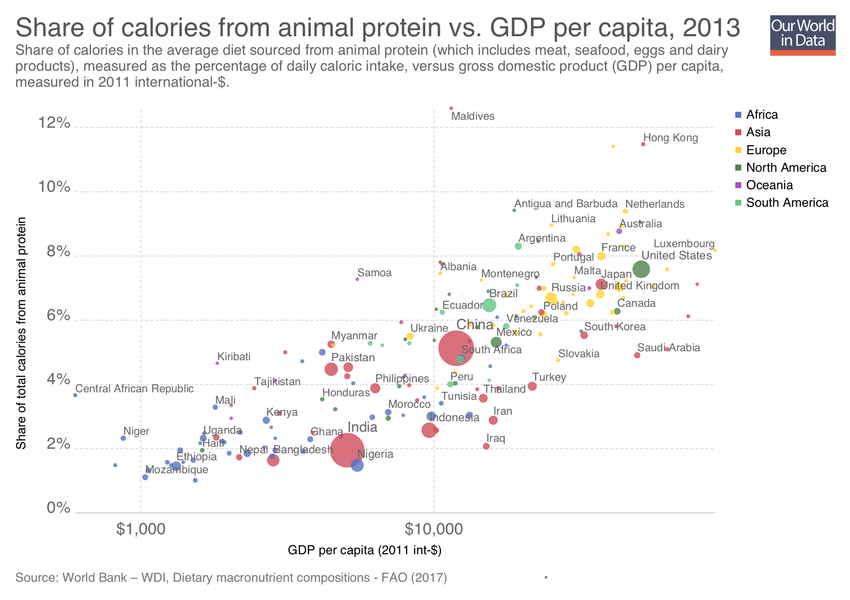 Share of calories from animal protein vs. GDP per capita, 2013
Our World
in Data
Share of calories in the average diet sourced from animal protein (which includes meat, seafood, eggs and dairy
products), measured as the percentage of daily caloric intake, versus gross domestic product (GDP) per capita,
measured in 2011 international-$.
Share of total calories from animal protein
12%
10%
8%
6%
4%
2%
0%
Maldives
Hong Kong
Antigua and Barbuda
Netherlands
Lithuania
Australia
Argentina
Luxembourg
France
United States
Portugal
Albania
Samoa
Montenegro
Malta
Japan
Russia
United Kingdom
Brazil
Ecuador
Poland
Canada
Venezuela
China
Ukraine
Mexico
South Korea
Myanmar
South Africa
Saudi Arabia
Slovakia
Kiribati
Pakistan
Central African Republic
Tajikistan
Philippines
Peru
Turkey
Honduras
Tunisia
Thailand
Mali
Morocco
Kenya
Indonesia
Iran
Niger
Uganda
Ghana
India
Haiti
Iraq
Ethiopia
Nepal
Bangladesh
Nigeria
Mozambique
$1,000
$10,000
GDP per capita (2011 int-$)
Africa
Asia
Europe
North America
Oceania
South America
Source: World Bank – WDI, Dietary macronutrient compositions - FAO (2017)